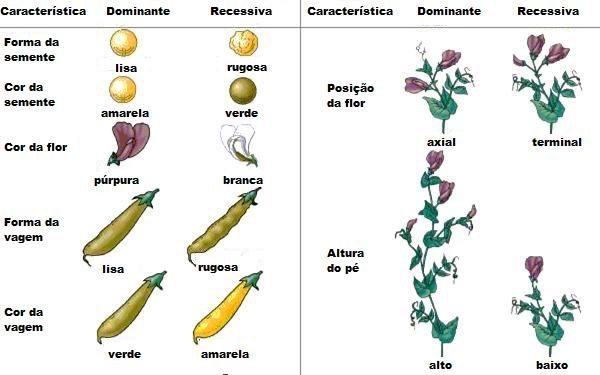 Característica Dominante Recessiva
Forma da
semente
lisa rugosa
Cor da
semente
amarela verde
Cor da flor
púrpura branca
Forma da
vagem
lisa rugosa
Cor da
vagem
verde amarela
Característica Dominante Recessiva
Posição
da flor
axial terminal
Altura
do pé
alto baixo